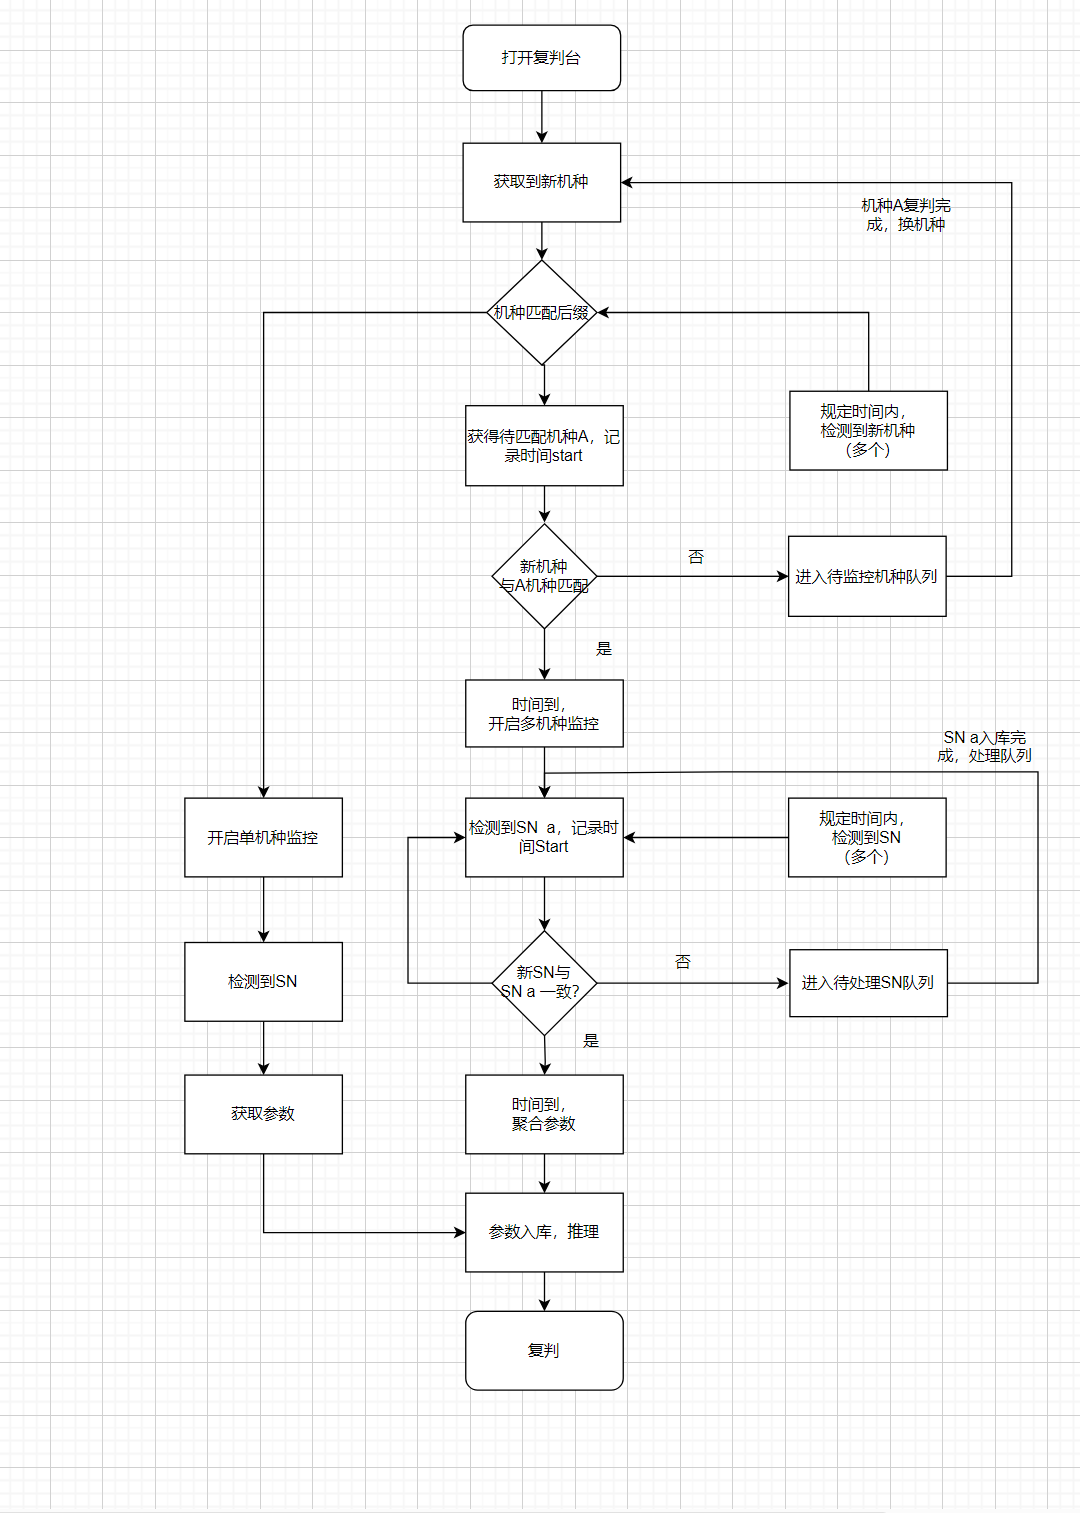 打开复判台
获取到新机种
机种A复判完
成，换机种
机种匹配后缀
规定时间内，
检测到新机种
（多个）
获得待匹配机种A，记
录时间start
新机种
与A机种匹配
否
进入待监控机种队列
是
时间到，
开启多机种监控
SN a入库完
成，处理队列
开启单机种监控
检测到SN  a，记录时
间Start
规定时间内，
检测到SN
（多个）
检测到SN
新SN与
SN a 一致？
否
进入待处理SN队列
是
获取参数
时间到，
聚合参数
参数入库，推理
复判